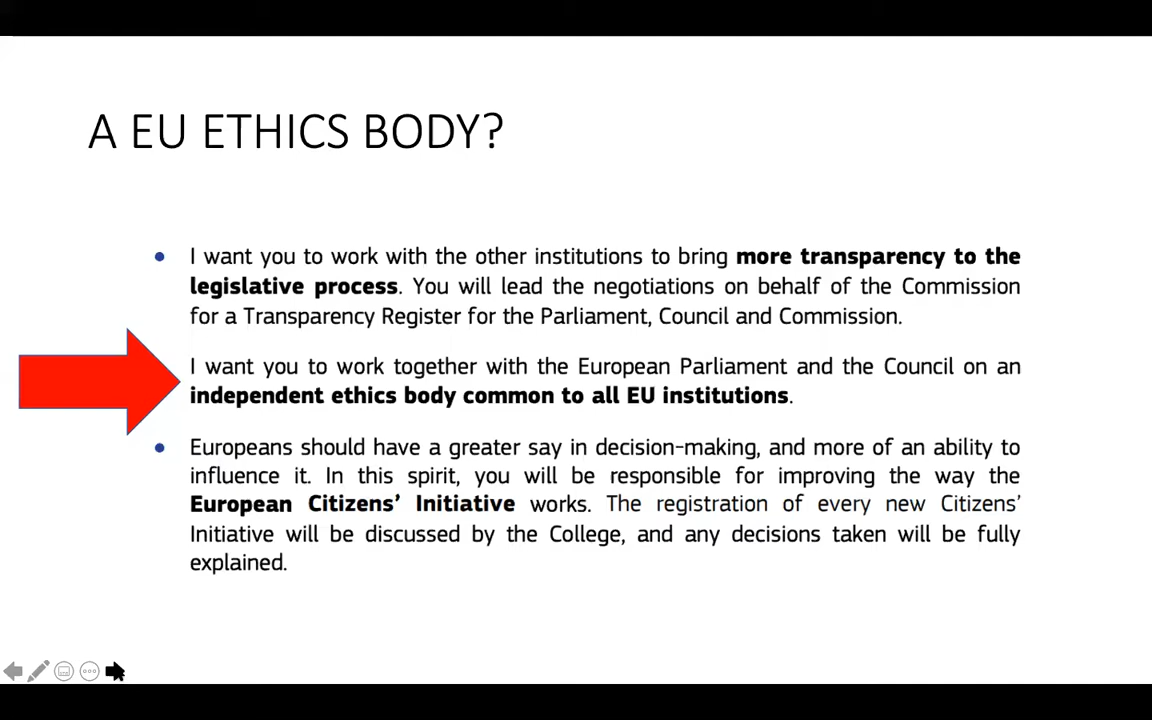 A EU ETHICS BODY?
• I want you to work with the other institutions to bring more transparency to the
legislative process. You will lead the negotiations on behalf of the Commission
for a Transparency Register for the Parliament, Council and Commission.
I want you to work together with the European Parliament and the Council on an
independent ethics body common to all EU institutions.
• Europeans should have a greater say in decision-making, and more of an ability to
influence it. In this spirit, you will be responsible for improving the way the
European Citizens’ Initiative works. The registration of every new Citizens’
Initiative will be discussed by the College, and any decisions taken will be fully
explained.